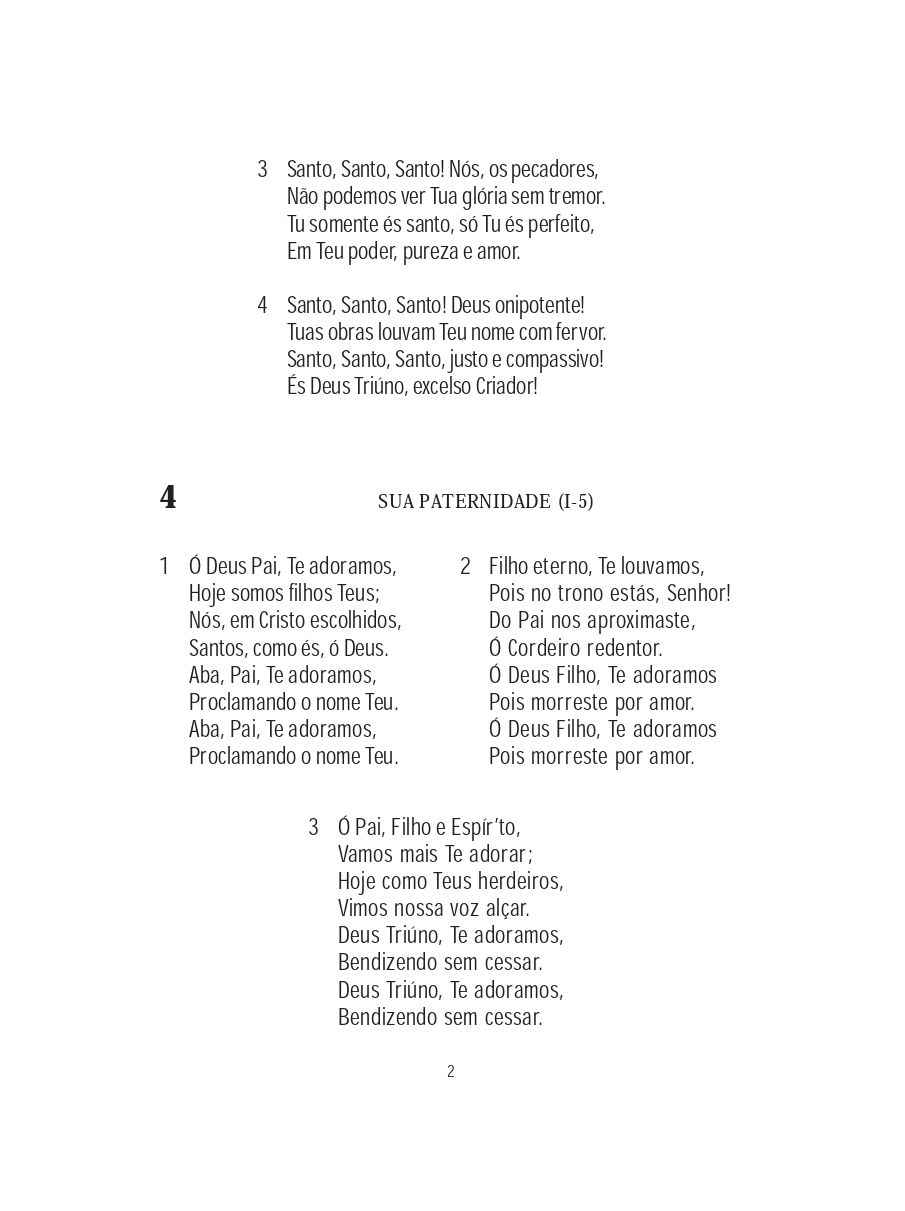 3 Santo, Santo, Santo! Nós, os pecadores,
Não podemos ver Tua glória sem tremor.
Tu somente és santo, só Tu és perfeito,
Em Teu poder, pureza e amor.
4 Santo, Santo, Santo! Deus onipotente!
Tuas obras louvam Teu nome com fervor.
Santo, Santo, Santo, justo e compassivo!
És Deus Triúno, excelso Criador!
4 SUA PATERNIDADE (I-5)
1 Ó Deus Pai, Te adoramos,
Hoje somos filhos Teus;
Nós, em Cristo escolhidos,
Santos, como és, ó Deus.
Aba, Pai, Te adoramos,
Proclamando o nome Teu.
Aba, Pai, Te adoramos,
Proclamando o nome Teu.
2 Filho eterno, Te louvamos,
Pois no trono estás, Senhor!
Do Pai nos aproximaste,
Ó Cordeiro redentor.
Ó Deus Filho, Te adoramos
Pois morreste por amor.
Ó Deus Filho, Te adoramos
Pois morreste por amor.
3 Ó Pai, Filho e Espír’to,
Vamos mais Te adorar;
Hoje como Teus herdeiros,
Vimos nossa voz alçar.
Deus Triúno, Te adoramos,
Bendizendo sem cessar.
Deus Triúno, Te adoramos,
Bendizendo sem cessar.
2